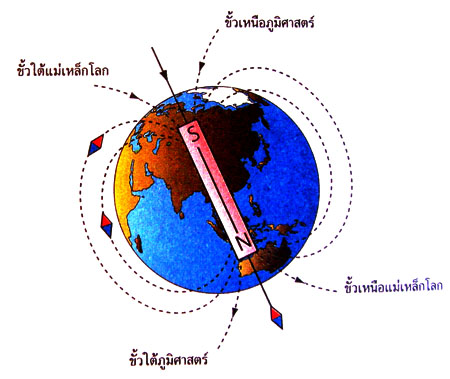 ขั้วเหนือภูมิศาสตร์
ขั้วใต้แม่เหล็กโลก
S
N
ขั้วเหนือแม่เหล็กโลก
ขั้วใต้ภูมิศาสตร์